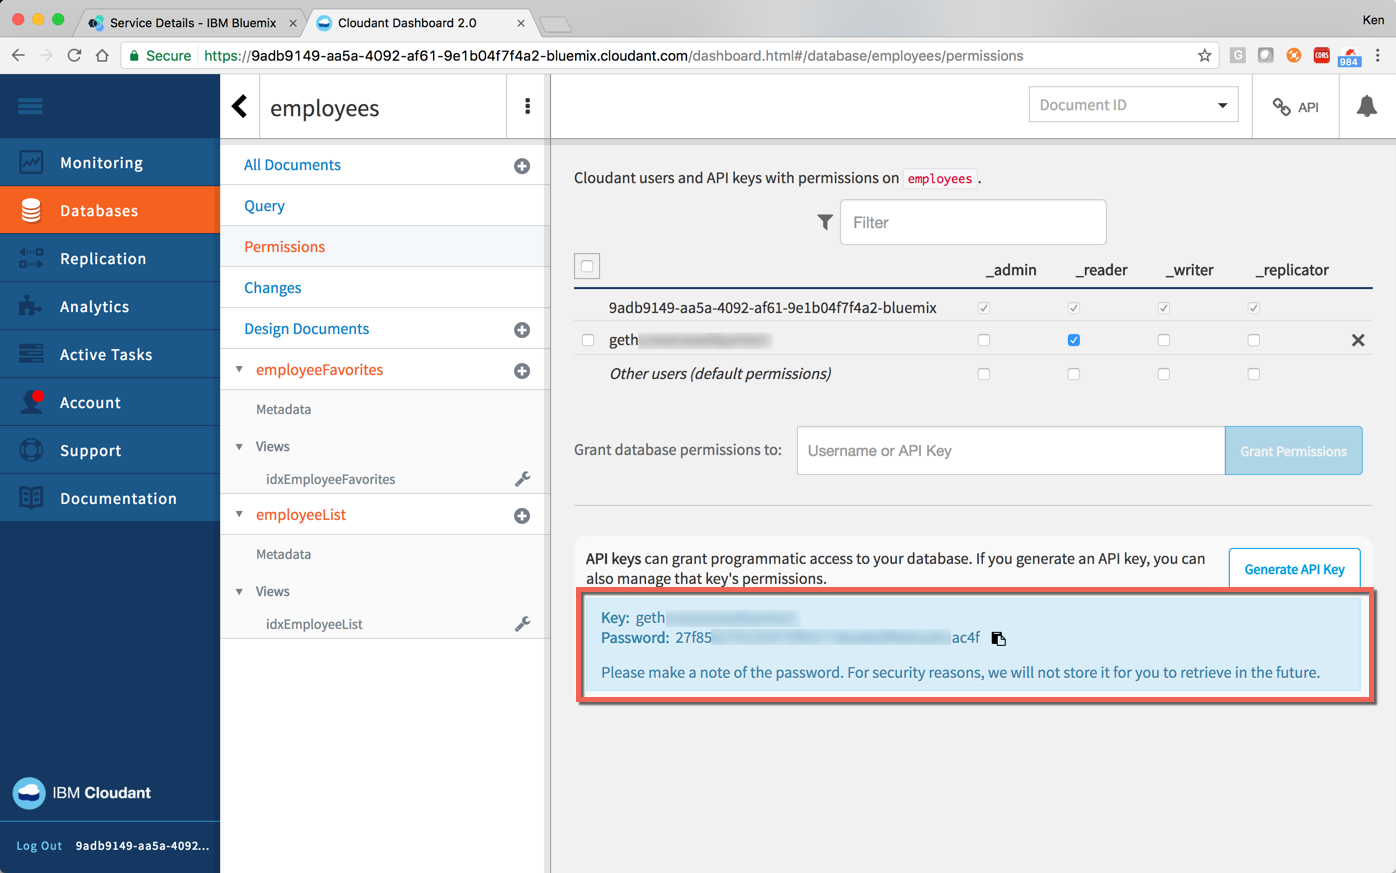 Service Details - IBM Bluemix
Cloudant Dashboard 2.0
Ken
Secure
https://9adb9149-aa5a-4092-af61-9e1b04f7f4a2-bluemix.cloudant.com/dashboard.html#/database/employees/permissions
G
CORS
984
employees
Document ID
API
Monitoring
Databases
Replication
Analytics
Active Tasks
Account
Support
Documentation
IBM Cloudant
Log Out 9adb9149-aa5a-4092...
All Documents
Query
Permissions
Changes
Design Documents
employeeFavorites
Metadata
Views
idxEmployeeFavorites
employeeList
Metadata
Views
idxEmployeeList
Cloudant users and API keys with permissions on employees .
Filter
_admin _reader _writer _replicator
9adb9149-aa5a-4092-af61-9e1b04f7f4a2-bluemix
geth
Other users (default permissions)
Grant database permissions to: Username or API Key Grant Permissions
API keys can grant programmatic access to your database. If you generate an API key, you can
also manage that key's permissions.
Generate API Key
Key: geth
Password: 27f85 ac4f
Please make a note of the password. For security reasons, we will not store it for you to retrieve in the future.